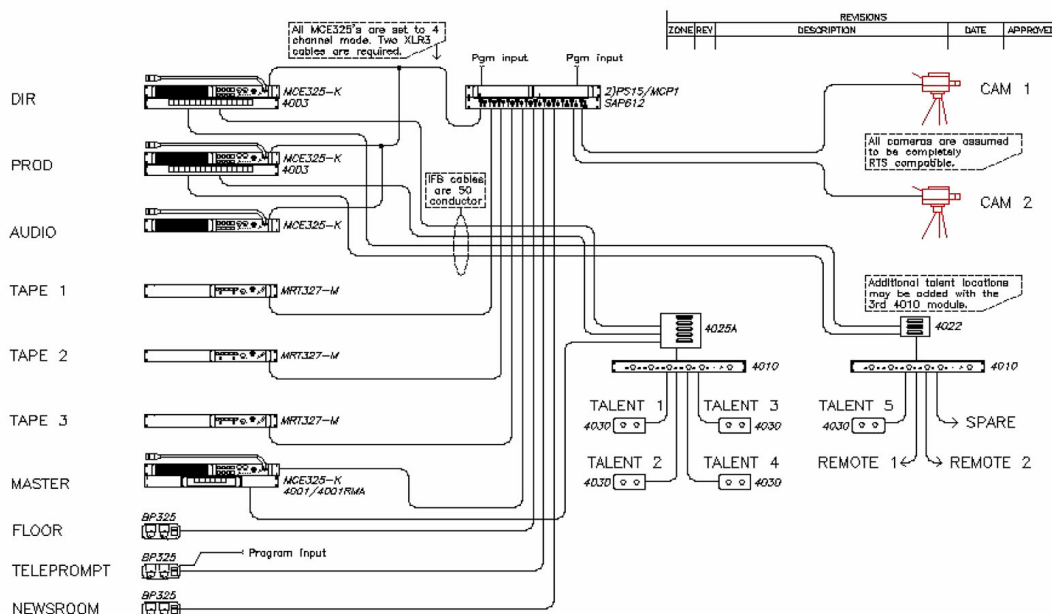 REVISIONS
ZONE REV DESCRIPTION DATE APPROVED
All MCE325's are set to 4
channel mode. Two XLR3
cables are required.
Pgm input
Pgm input
DIR
MCE325-K
40D3
2)PS15/MCP1
SAP612
CAM 1
All cameras are assumed
to be completely
RTS compatible.
PROD
MCE325-K
40D3
IFB cables
are 50
conductor
CAM 2
AUDIO
MCE325-K
TAPE 1
MRT327-M
Additional talent locations
may be added with the
3rd 4010 module.
4025A
4022
TAPE 2
MRT327-M
4010
4010
TALENT 1
4030
TALENT 3
4030
TALENT 5
4030
SPARE
TAPE 3
MRT327-M
TALENT 2
4030
TALENT 4
4030
REMOTE 1
REMOTE 2
MASTER
MCE325-K
4001/4001RMA
FLOOR
BP325
TELEPROMPT
BP325
Program Input
NEWSROOM
BP325